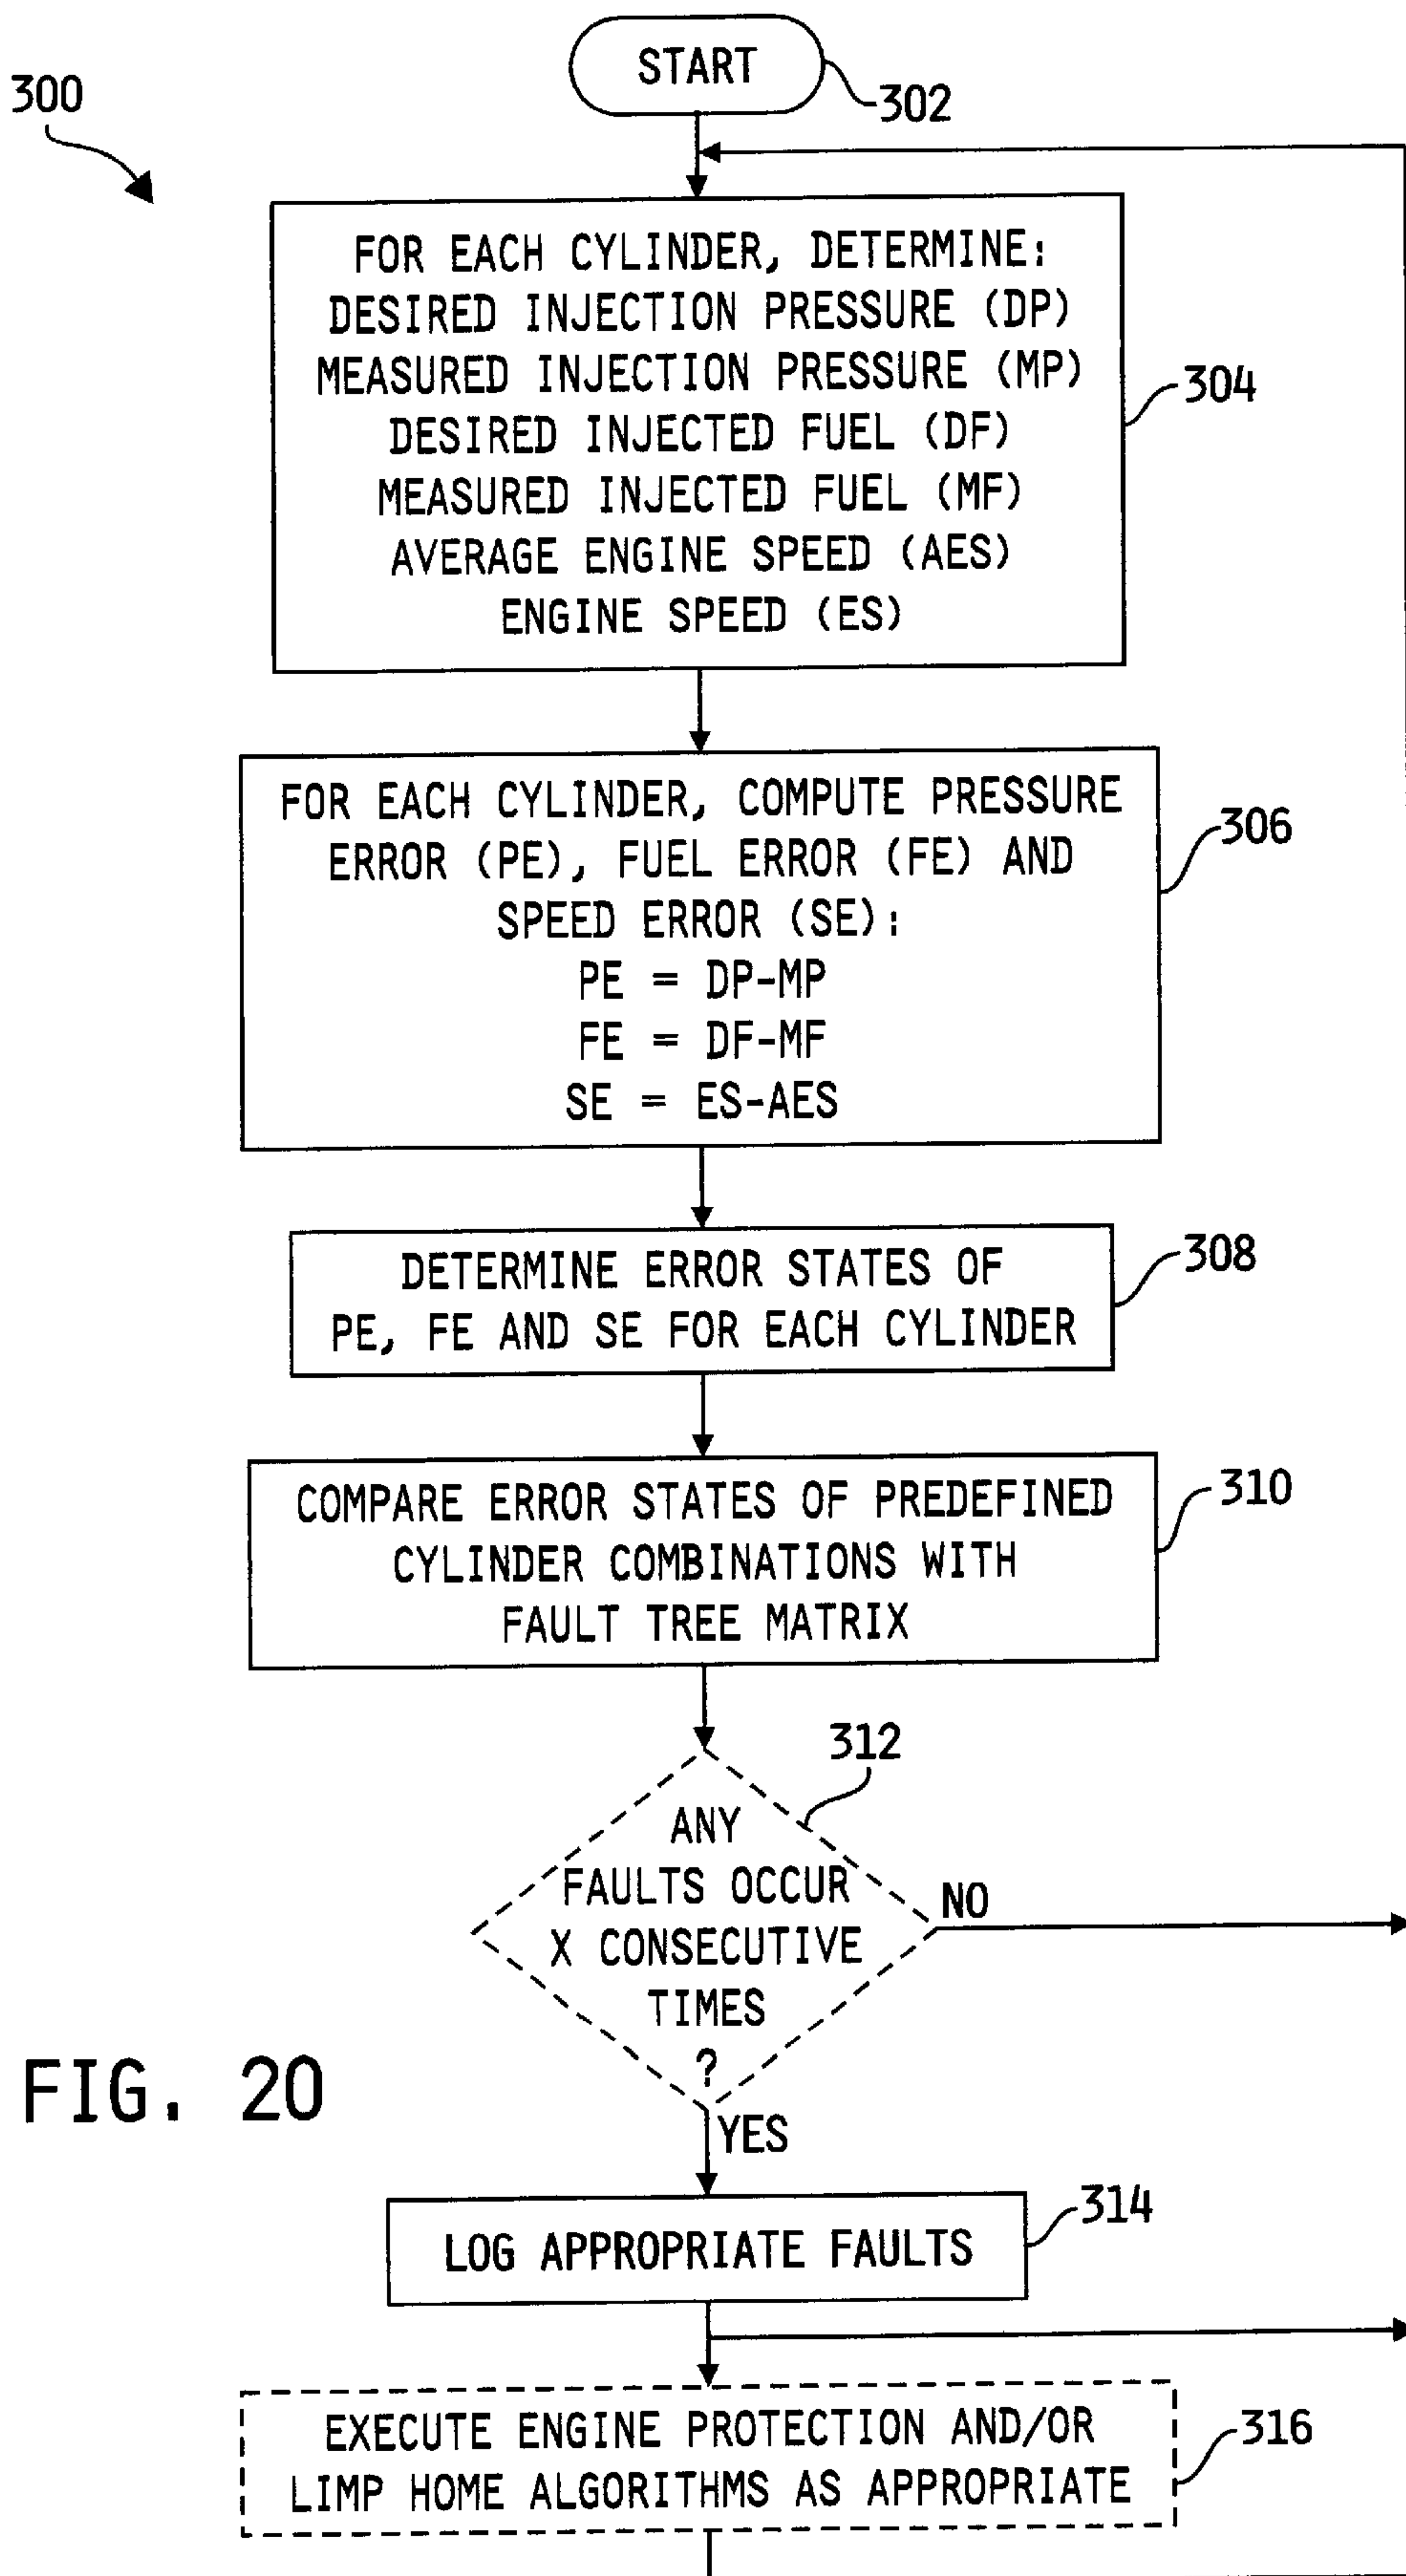 START
302
300
FOR EACH CYLINDER, DETERMINE:
DESIRED INJECTION PRESSURE (DP)
MEASURED INJECTION PRESSURE (MP)
DESIRED INJECTED FUEL (DF)
MEASURED INJECTED FUEL (MF)
AVERAGE ENGINE SPEED (AES)
ENGINE SPEED (ES)
304
FOR EACH CYLINDER, COMPUTE PRESSURE
ERROR (PE), FUEL ERROR (FE) AND
SPEED ERROR (SE):
PE = DP-MP
FE = DF-MF
SE = ES-AES
306
DETERMINE ERROR STATES OF
PE, FE AND SE FOR EACH CYLINDER
308
COMPARE ERROR STATES OF PREDEFINED
CYLINDER COMBINATIONS WITH
FAULT TREE MATRIX
310
312
ANY
FAULTS OCCUR
X CONSECUTIVE
TIMES
?
NO
YES
FIG. 20
LOG APPROPRIATE FAULTS
314
EXECUTE ENGINE PROTECTION AND/OR
LIMP HOME ALGORITHMS AS APPROPRIATE
316